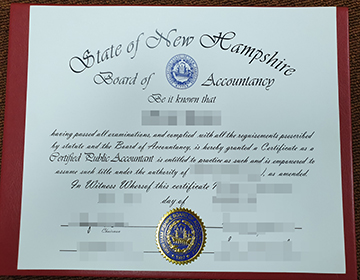 State of New Hampshire
Board of Accountancy
Be it known that
having passed all examinations, and complied with all the requirements prescribed
by statute and the Board of Accountancy, is hereby granted a Certificate as a
Certified Public Accountant is entitled to practice as such and is empowered to
assume such title under the authority of , as amended
In Witness Whereof this certificate
day of
Chairman